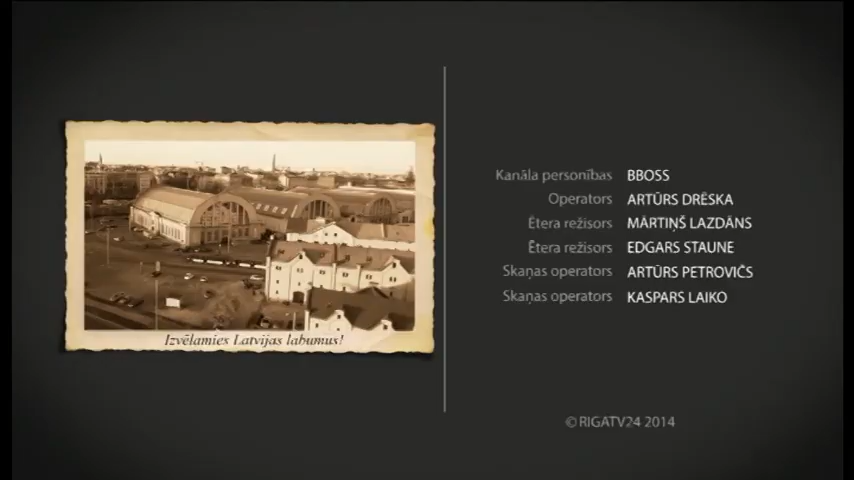 Izvēlamies Latvijas labumus!
Kanāla personības BBOSS
Operators ARTŪRS DRĒSKA
Ētera režisors MĀRTIŅŠ LAZDĀNS
Ētera režisors EDGARS STAUNE
Skaņas operators ARTŪRS PETROVIČS
Skaņas operators KASPARS LAIKO
© RIGATV24 2014